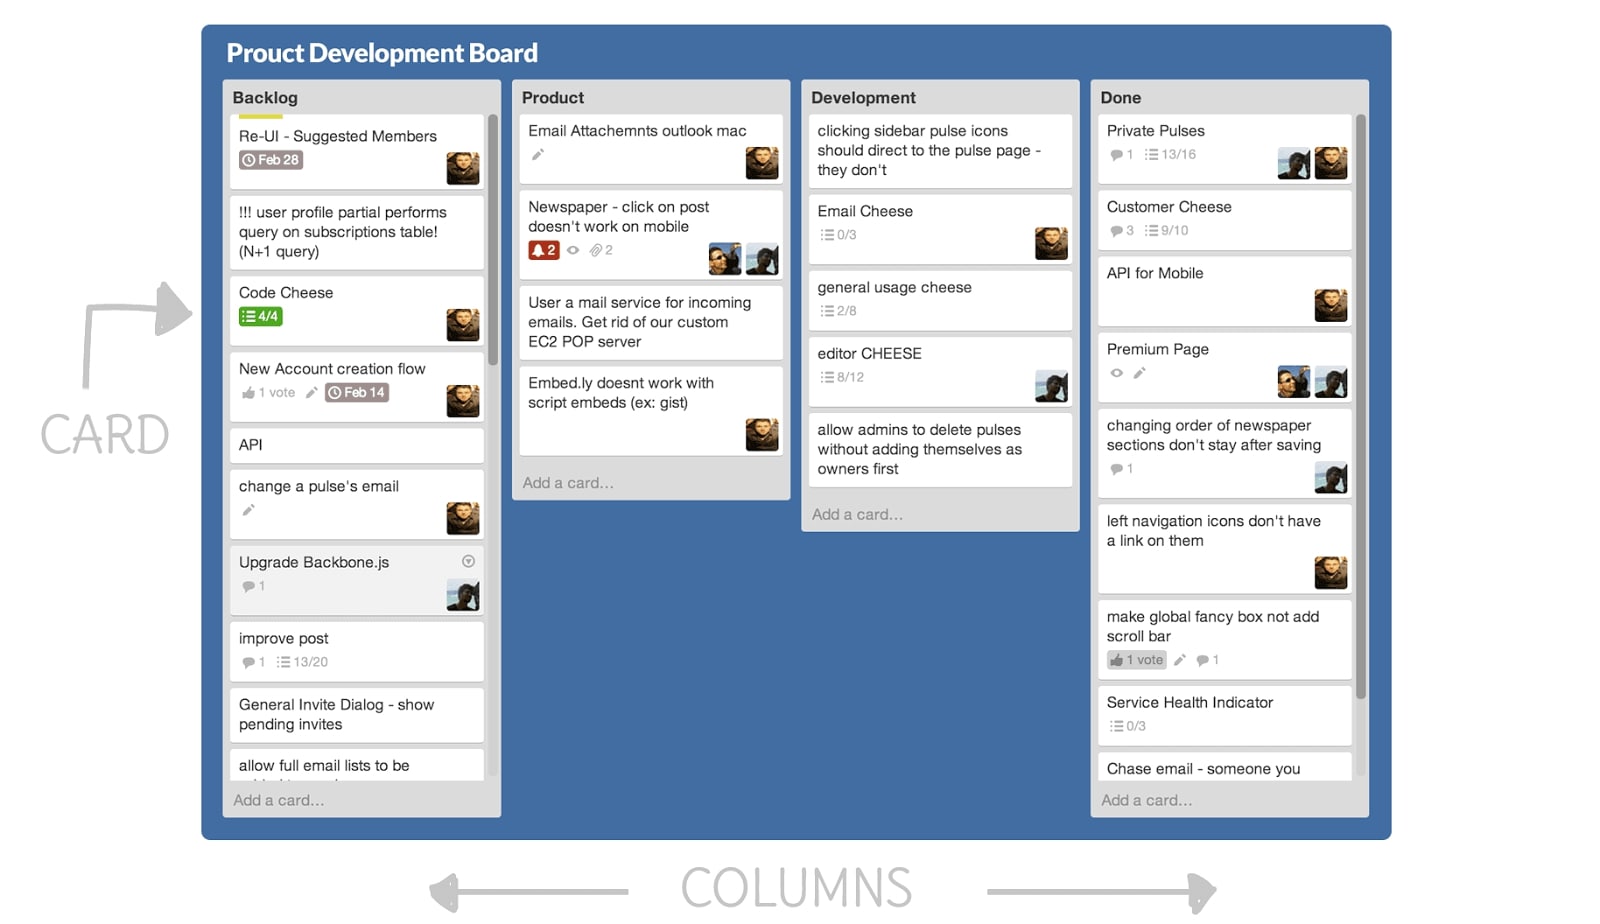 Prouct Development Board
Backlog
Re-UI - Suggested Members
Feb 28
!!! user profile partial performs
query on subscriptions table!
(N+1 query)
Code Cheese
4/4
New Account creation flow
1 vote Feb 14
API
change a pulse's email
Upgrade Backbone.js
1
improve post
1 13/20
General Invite Dialog - show
pending invites
allow full email lists to be
Add a card...
Product
Email Attachemnts outlook mac
Newspaper - click on post
doesn't work on mobile
2 2
User a mail service for incoming
emails. Get rid of our custom
EC2 POP server
Embed.ly doesnt work with
script embeds (ex: gist)
Add a card...
Development
clicking sidebar pulse icons
should direct to the pulse page -
they don't
Email Cheese
0/3
general usage cheese
2/8
editor CHEESE
8/12
allow admins to delete pulses
without adding themselves as
owners first
Add a card...
Done
Private Pulses
1 13/16
Customer Cheese
3 9/10
API for Mobile
Premium Page
changing order of newspaper
sections don't stay after saving
1
left navigation icons don't have
a link on them
make global fancy box not add
scroll bar
1 vote 1
Service Health Indicator
0/3
Chase email - someone you
Add a card...
CARD
COLUMNS